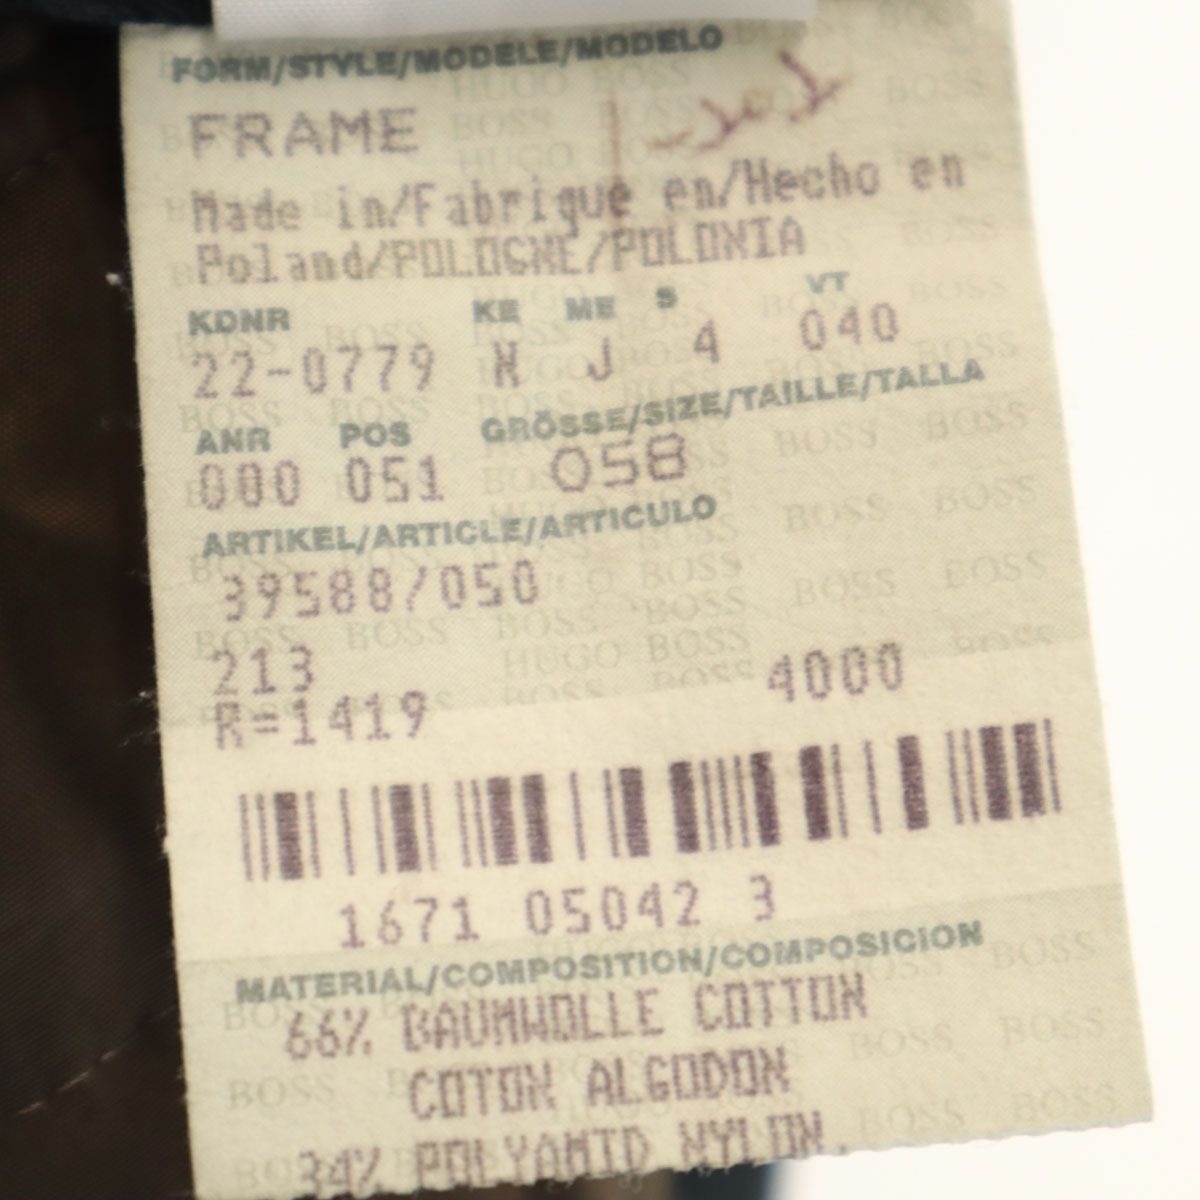 FORM/STYLE/MODELE/MODELO
FRAME
Made in/Fabriqué en/Hecho en
Poland/POLOGNE/POLONIA
KDNR KE ME S VT
22-0779 N J 4 040
ANR POS GRÖSSE/SIZE/TAILLE/TALLA
000 051 058
ARTIKEL/ARTICLE/ARTICULO
39588/050
213
R=1419 4000
1671 05042 3
MATERIAL/COMPOSITION/COMPOSICION
66% BAUMWOLLE COTTON
COTON ALGODON
34% POLYAMID NYLON.